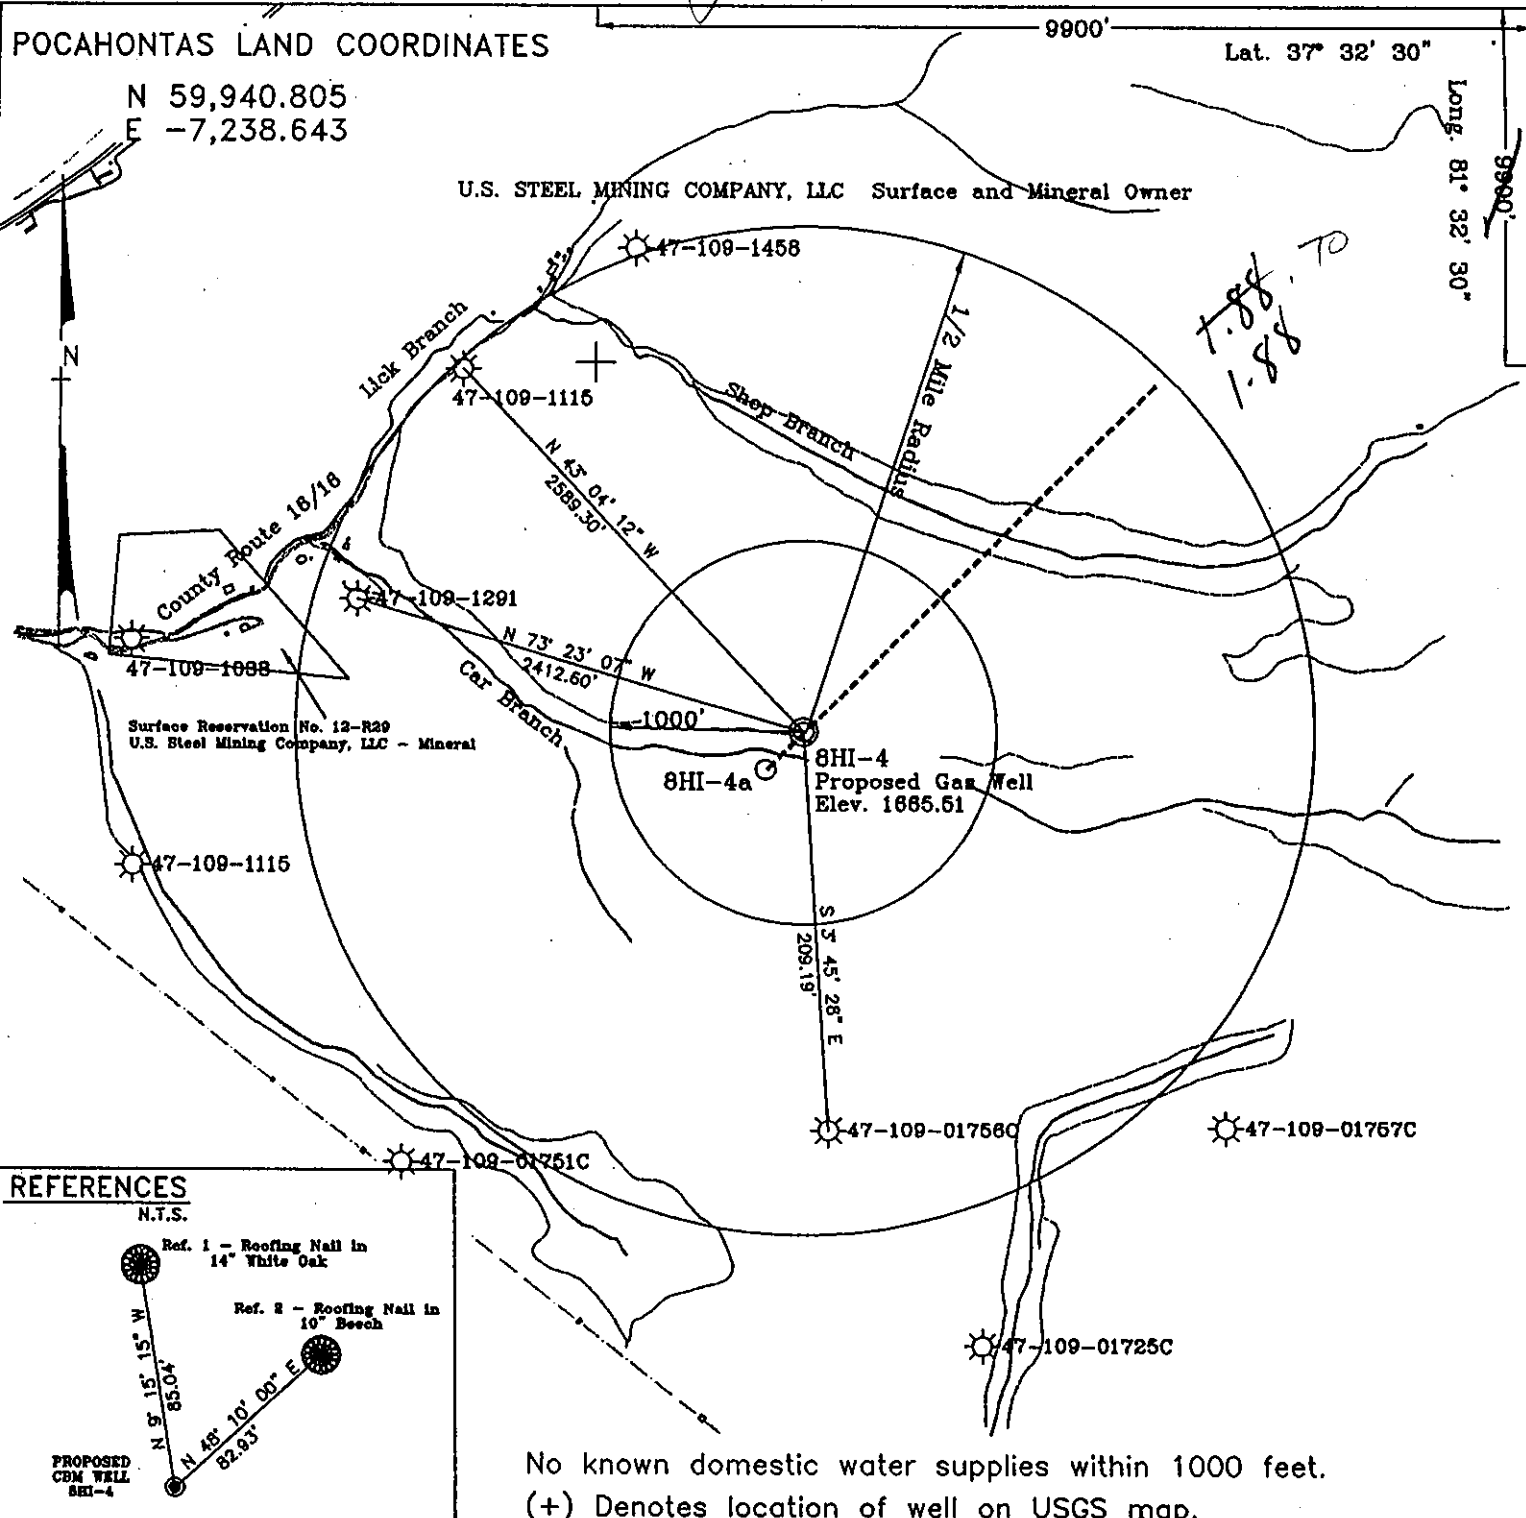 9900'
POCAHONTAS LAND COORDINATES
Lat. 37° 32' 30"
N 59,940.805
E -7,238.643
Long. 81° 32' 30"
9900'
U.S. STEEL MINING COMPANY, LLC Surface and Mineral Owner
47-109-1458
1.88. TO
1.88
1/2 Mile Radius
Lick Branch
N
47-109-1115
Shop Branch
N 43° 04' 12" W
2589.30'
County Route 16/16
47-109-1291
N 73° 23' 07" W
2412.60'
47-109-1088
Car Branch
Surface Reservation No. 12-R29
U.S. Steel Mining Company, LLC - Mineral
1000'
8HI-4
8HI-4a
Proposed Gas Well
Elev. 1665.51
47-109-1115
S 3° 45' 28" E
209.19'
47-109-01756C
47-109-01757C
47-109-01751C
REFERENCES
N.T.S.
Ref. 1 - Roofing Nail in
14" White Oak
Ref. 2 - Roofing Nail in
10" Beech
47-109-01725C
N 9° 15' 15" W
85.04'
N 48° 10' 00" E
82.93'
PROPOSED
CBM WELL
8HI-4
No known domestic water supplies within 1000 feet.
(+) Denotes location of well on USGS map.